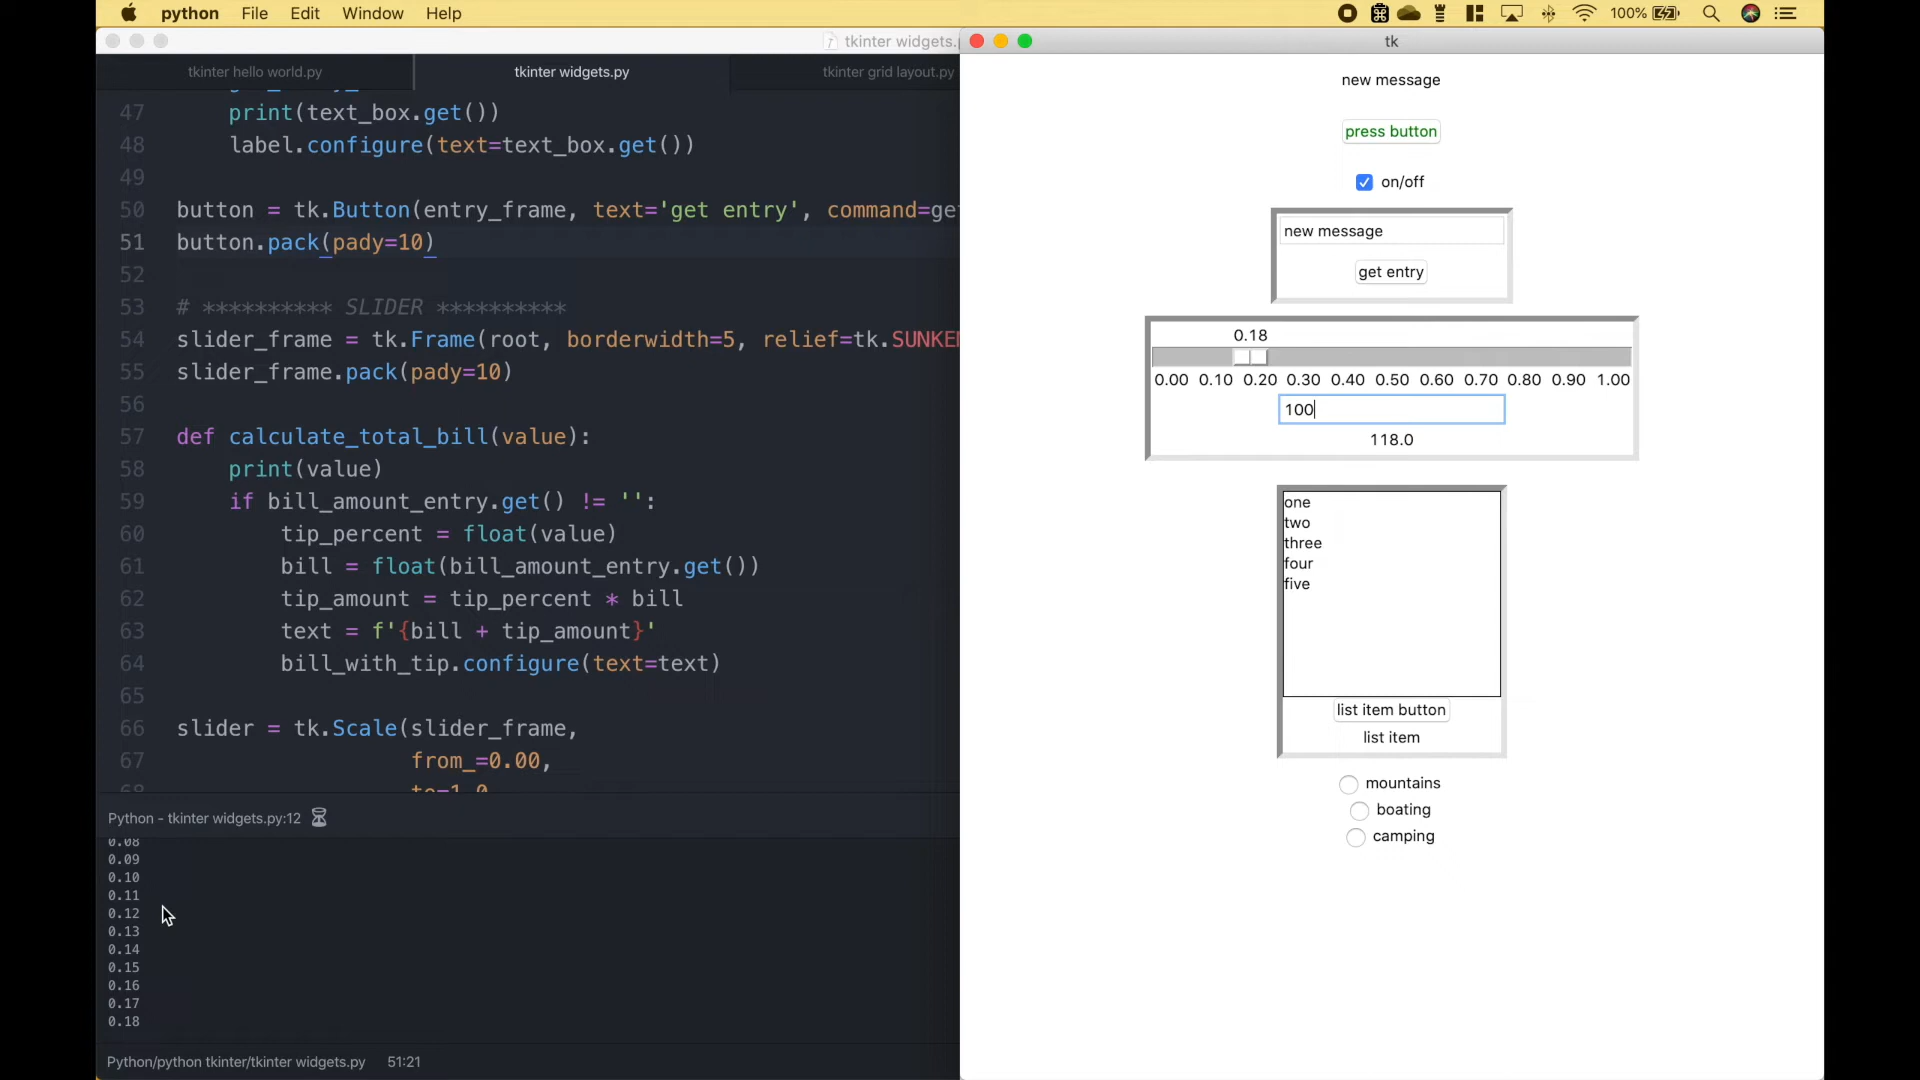 python File Edit Window Help 100%
tkinter widgets.
tkinter hello world.py tkinter widgets.py tkinter grid layout.py
47 print(text_box.get())
48 label.configure(text=text_box.get())
49
50 button = tk.Button(entry_frame, text='get entry', command=ge
51 button.pack(pady=10)
52
53 # ********** SLIDER **********
54 slider_frame = tk.Frame(root, borderwidth=5, relief=tk.SUNKE
55 slider_frame.pack(pady=10)
56
57 def calculate_total_bill(value):
58 print(value)
59 if bill_amount_entry.get() != '':
60 tip_percent = float(value)
61 bill = float(bill_amount_entry.get())
62 tip_amount = tip_percent * bill
63 text = f'{bill + tip_amount}'
64 bill_with_tip.configure(text=text)
65
66 slider = tk.Scale(slider_frame,
67 from_=0.00,
68 to=1.0
Python - tkinter widgets.py:12
0.08
0.09
0.10
0.11
0.12
0.13
0.14
0.15
0.16
0.17
0.18
Python/python tkinter/tkinter widgets.py 51:21
tk
new message
press button
on/off
new message
get entry
0.18
0.00 0.10 0.20 0.30 0.40 0.50 0.60 0.70 0.80 0.90 1.00
100
118.0
one
two
three
four
five
list item button
list item
mountains
boating
camping